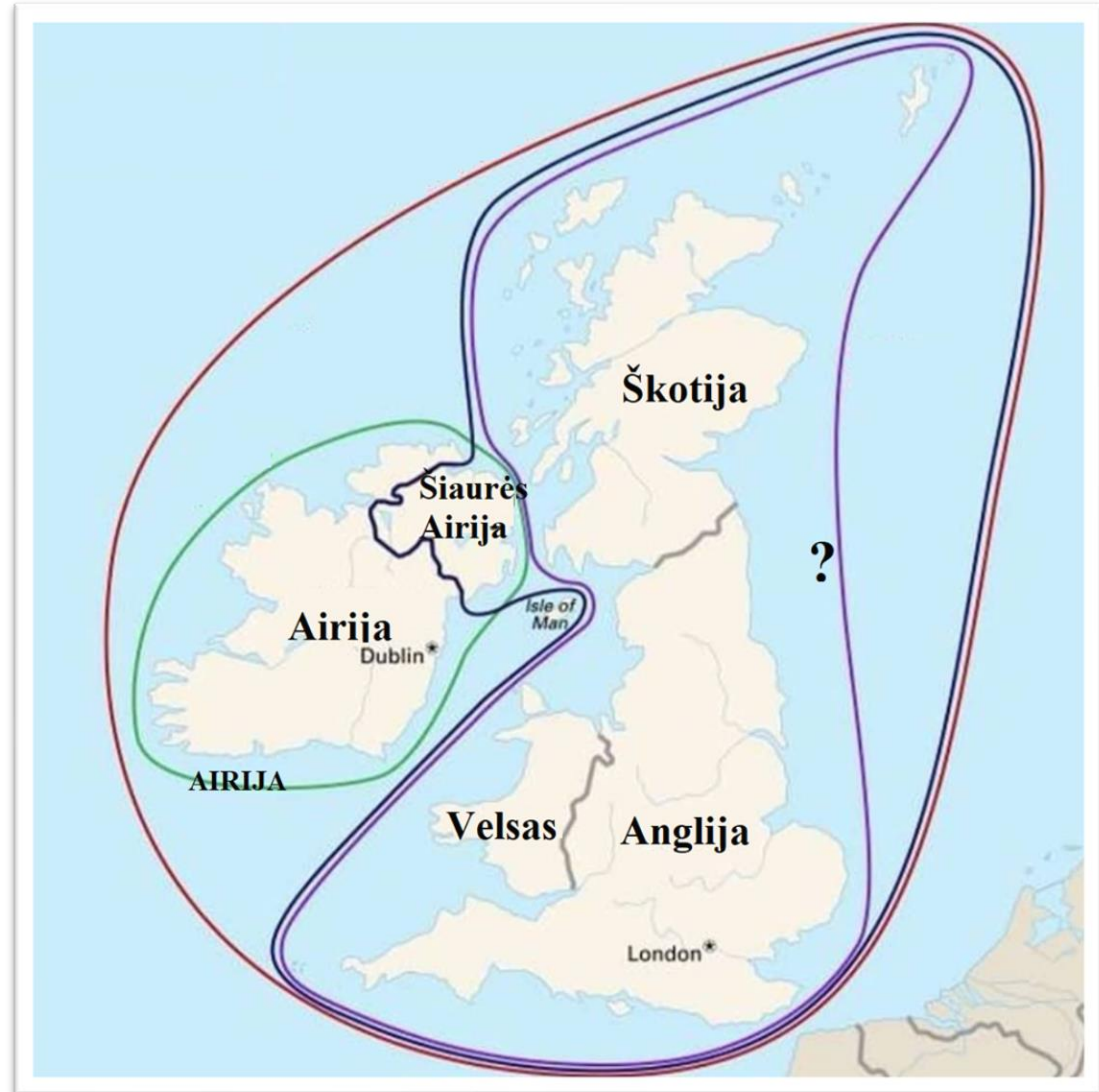 Škotija
Šiaurės
Airija
?
Isle of
Man
Airija
Dublin*
AIRIJA
Velsas
Anglija
London*